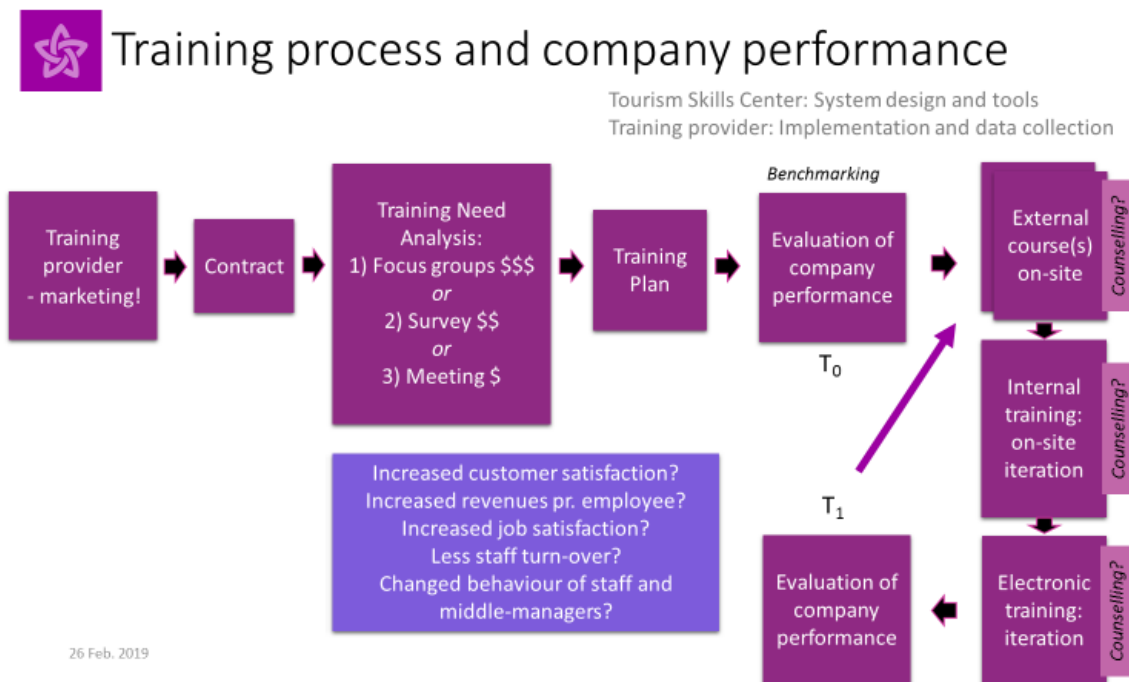 Training process and company performance
Tourism Skills Center: System design and tools
Training provider: Implementation and data collection
Training
provider
- marketing!
Contract
Training Need
Analysis:
1) Focus groups $$$
or
2) Survey $$
or
3) Meeting $
Training
Plan
Benchmarking
Evaluation of
company
performance
T0
External
course(s)
on-site
Counselling?
Internal
training:
on-site
iteration
Counselling?
Electronic
training:
iteration
Counselling?
T1
Evaluation of
company
performance
Increased customer satisfaction?
Increased revenues pr. employee?
Increased job satisfaction?
Less staff turn-over?
Changed behaviour of staff and
middle-managers?
26 Feb. 2019